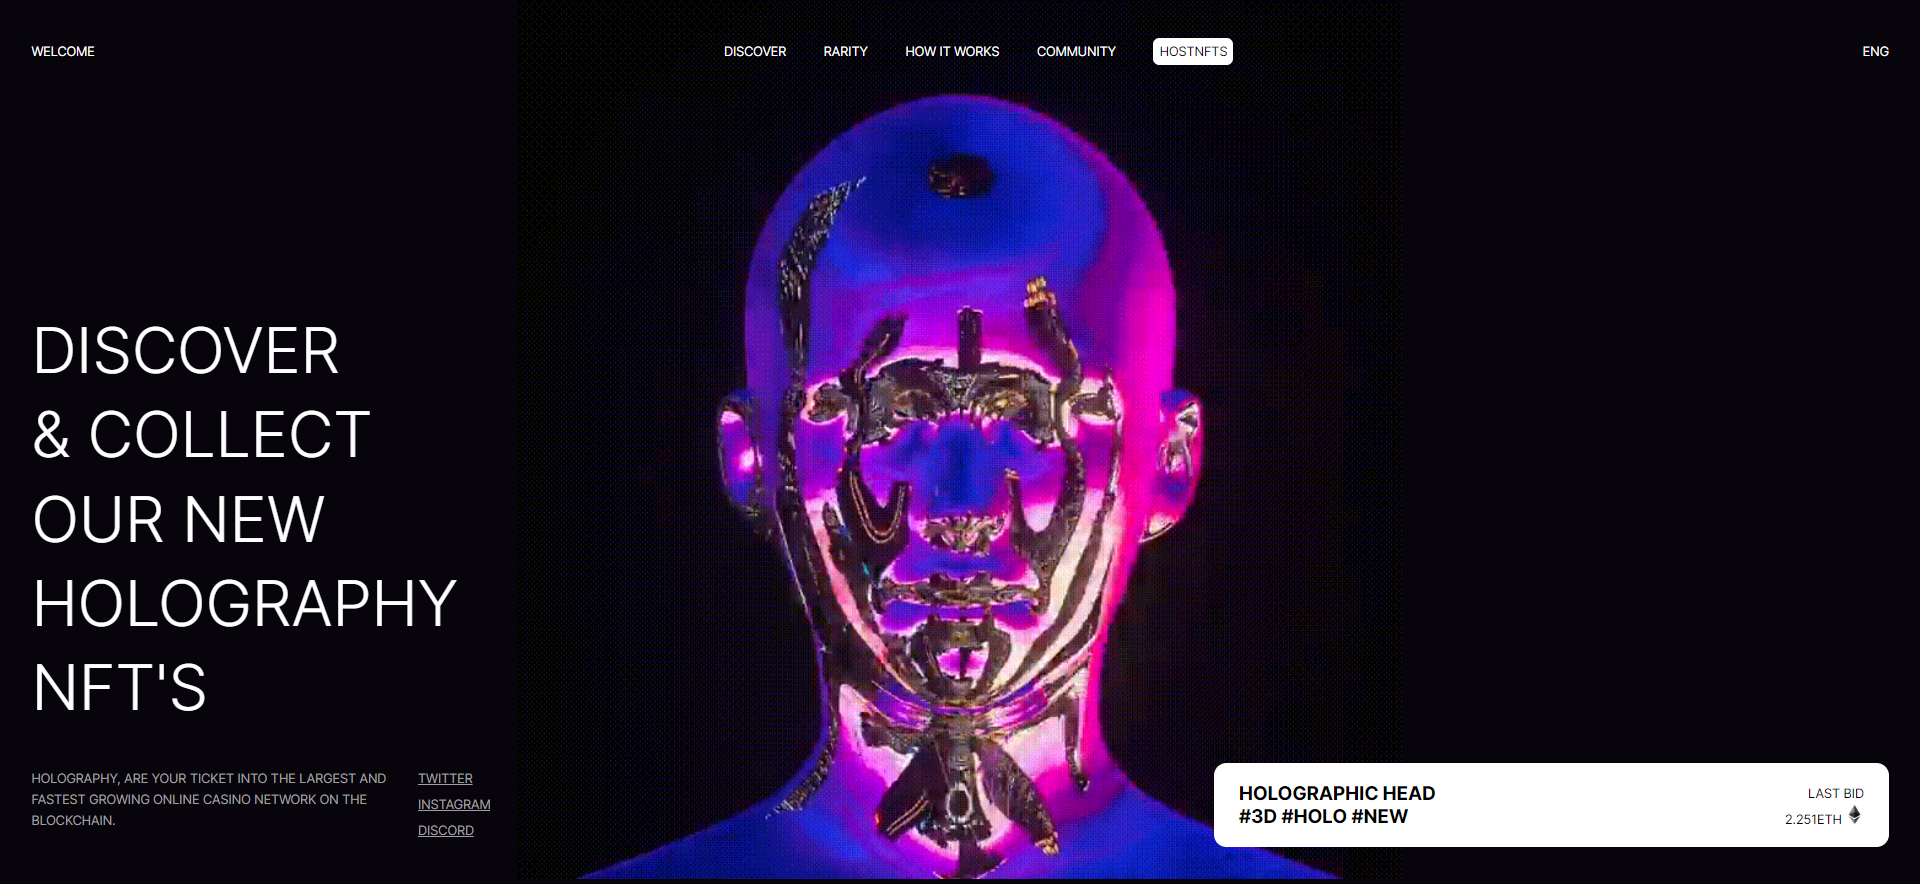 WELCOME
DISCOVER
RARITY
HOW IT WORKS
COMMUNITY
HOSTNFTS
ENG
DISCOVER
& COLLECT
OUR NEW
HOLOGRAPHY
NFT'S
HOLOGRAPHY, ARE YOUR TICKET INTO THE LARGEST AND
FASTEST GROWING ONLINE CASINO NETWORK ON THE
BLOCKCHAIN.
TWITTER
INSTAGRAM
DISCORD
HOLOGRAPHIC HEAD
#3D #HOLO #NEW
LAST BID
2.251ETH